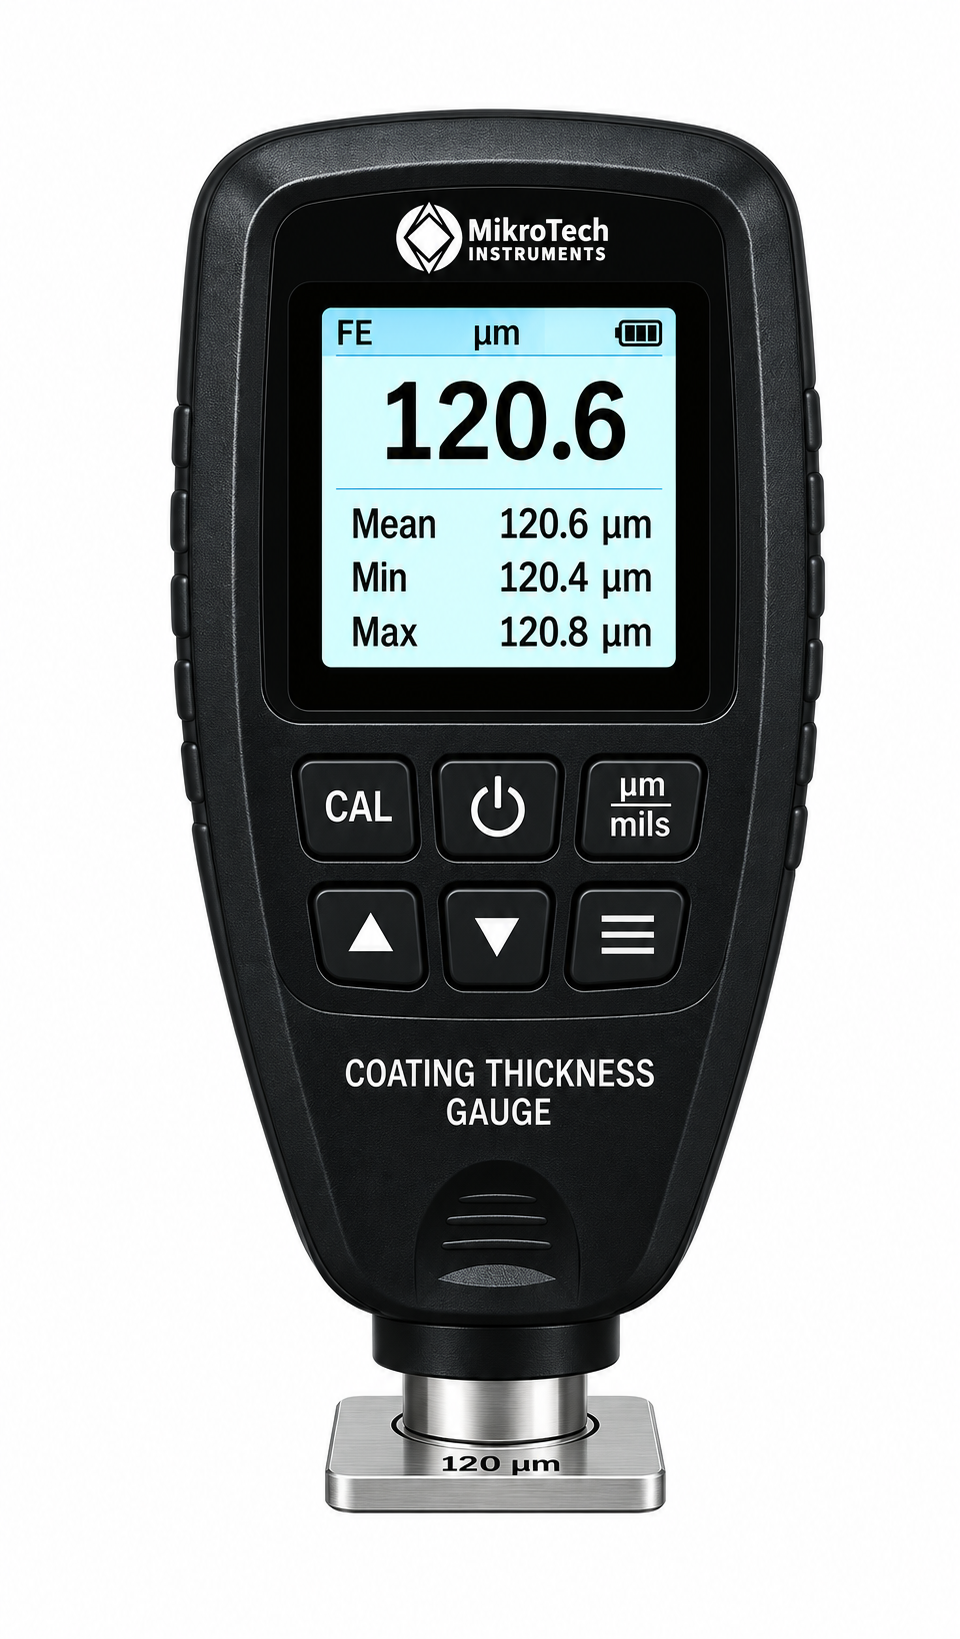 MikroTech
INSTRUMENTS
FE µm
120.6
Mean 120.6 µm
Min 120.4 µm
Max 120.8 µm
CAL
µm
mils
COATING THICKNESS
GAUGE
120 µm